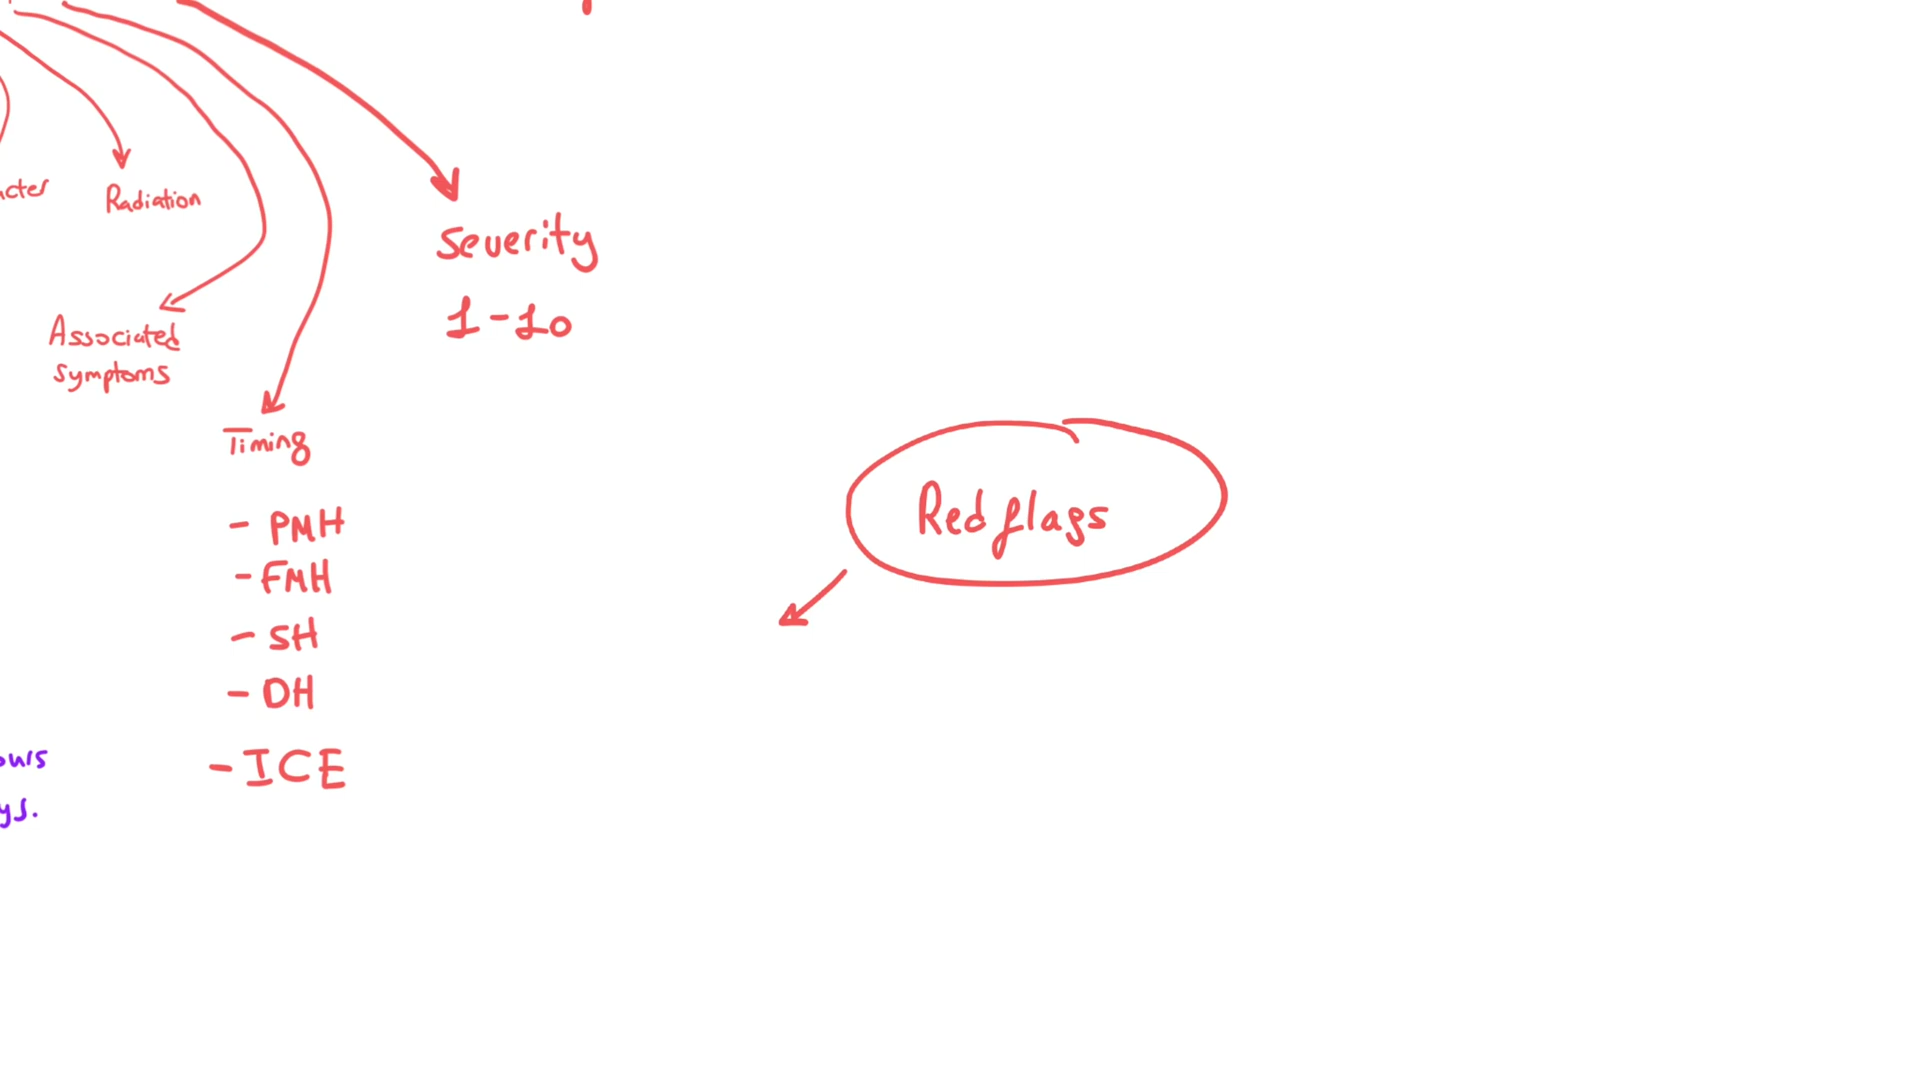 Radiation
Severity
1-10
Associated
symptoms
Timing
- PMH
- FMH
- SH
- DH
- ICE
Red flags